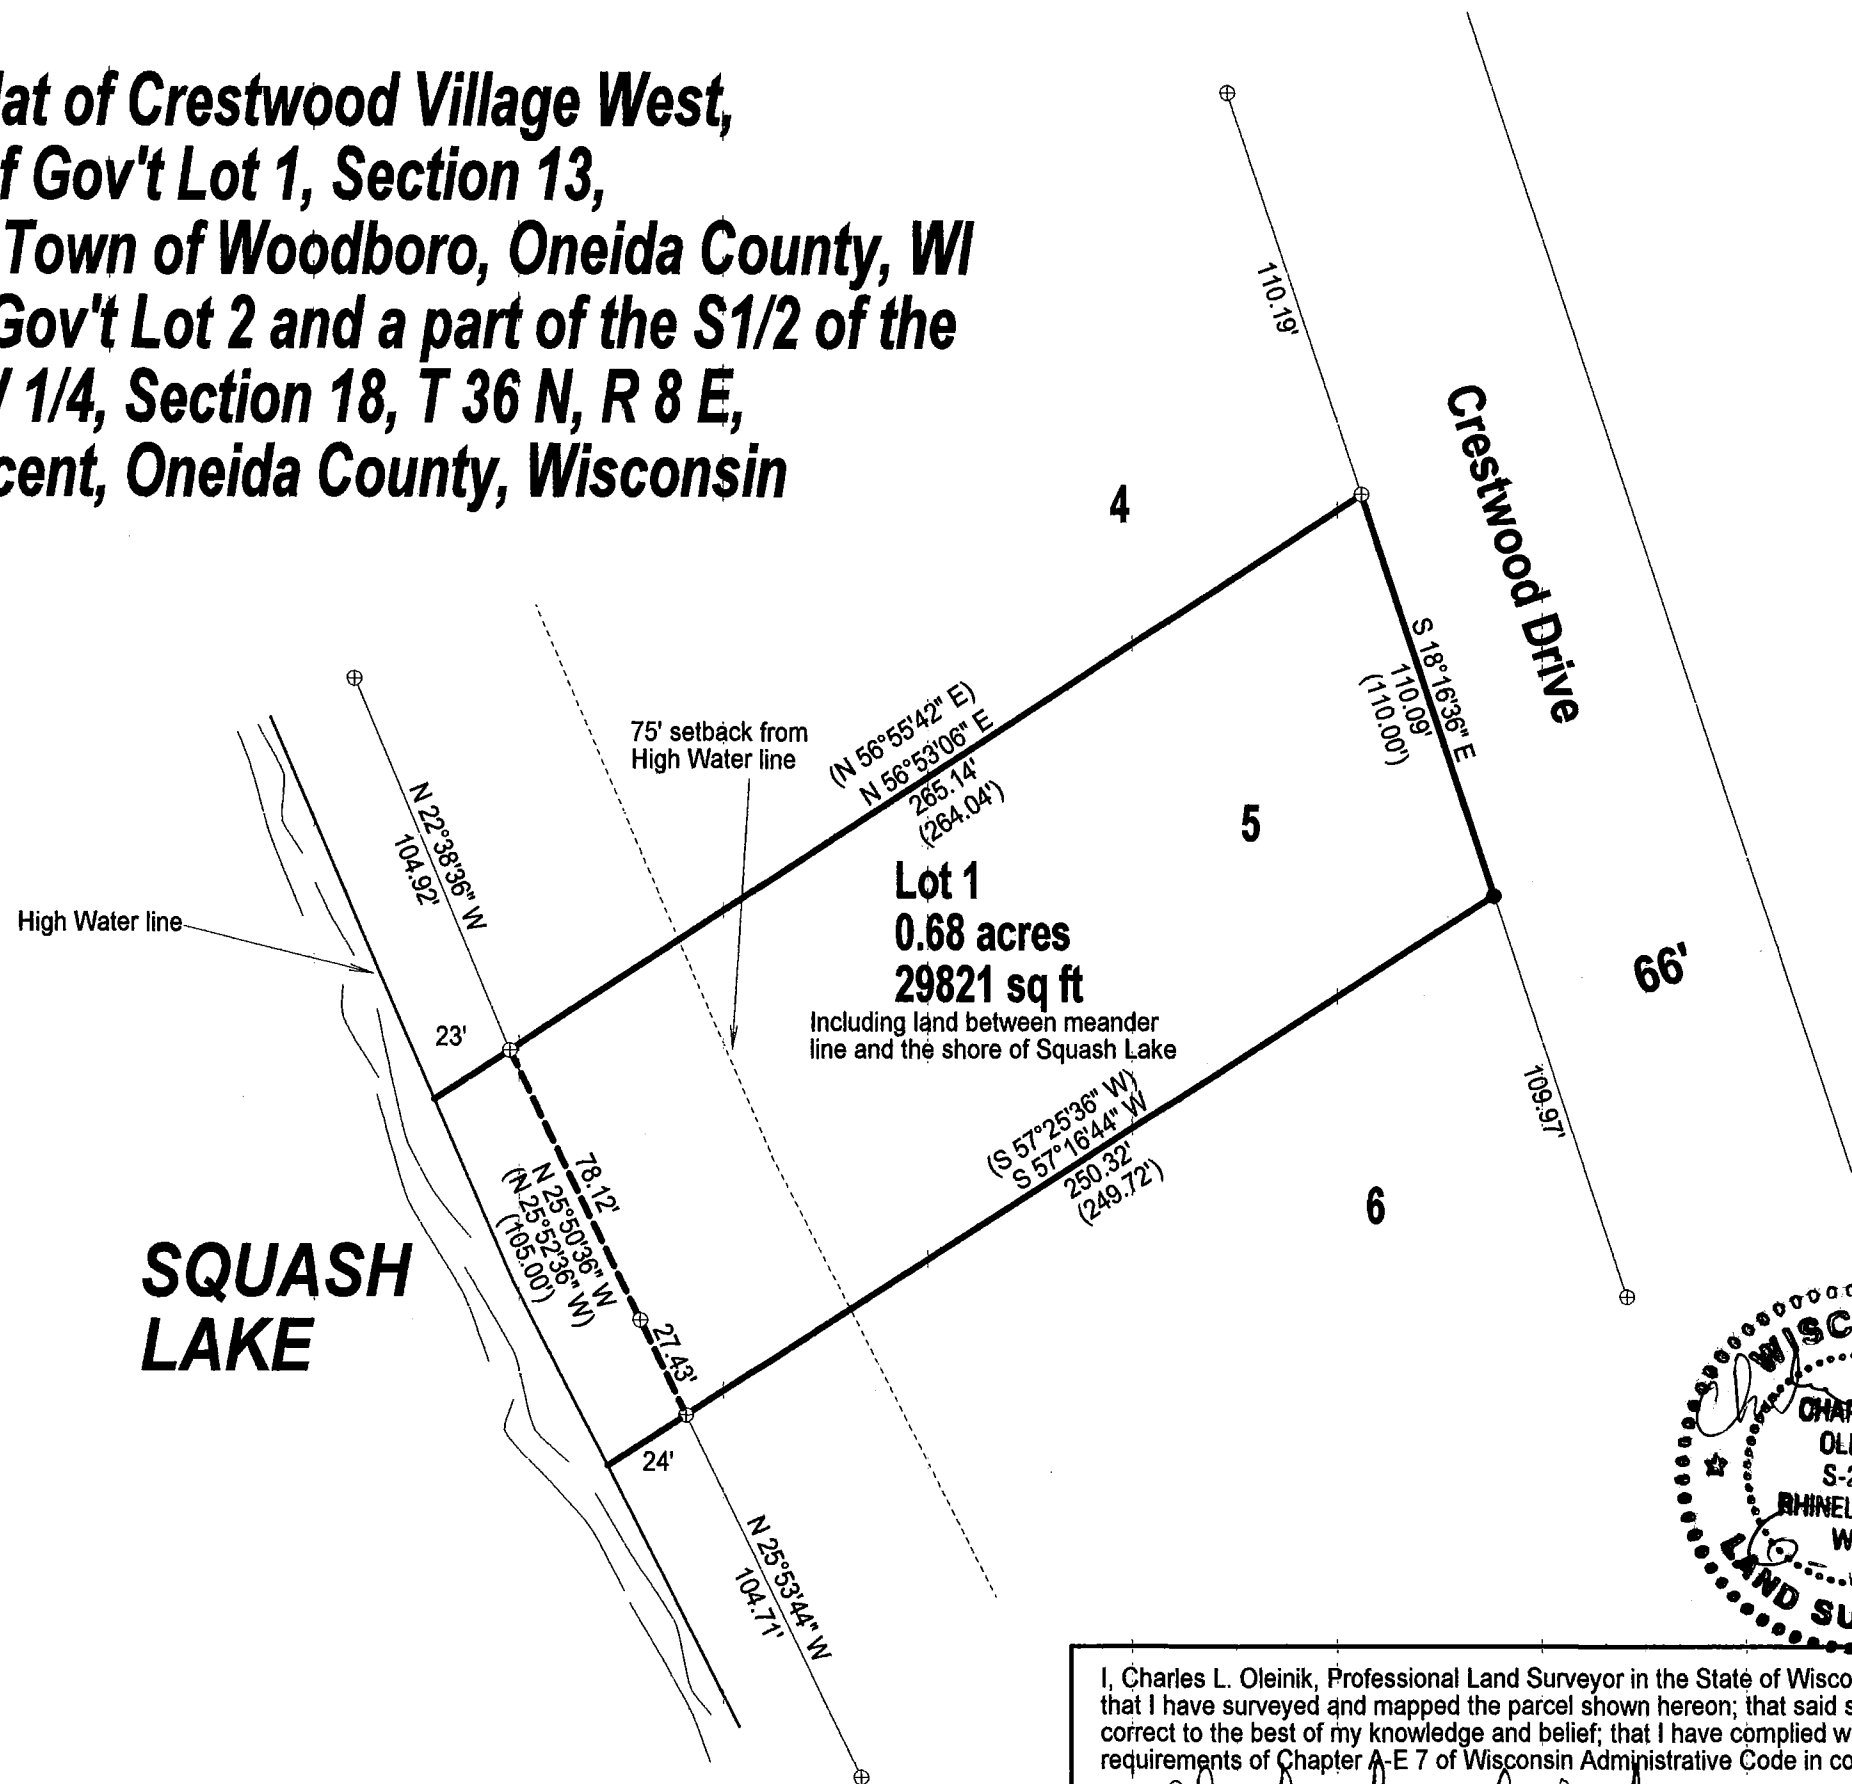 lat of Crestwood Village West,
f Gov't Lot 1, Section 13,
Town of Woodboro, Oneida County, WI
Gov't Lot 2 and a part of the S1/2 of the
1/4, Section 18, T 36 N, R 8 E,
cent, Oneida County, Wisconsin
110.19'
Crestwood Drive
4
S 18°16'36" E
110.09'
(110.00')
75' setback from
High Water line
(N 56°55'42" E)
N 56°53'06" E
265.14'
(264.04')
5
N 22°38'36" W
104.92'
High Water line
Lot 1
0.68 acres
29821 sq ft
Including land between meander
line and the shore of Squash Lake
66'
23'
109.97'
(S 57°25'36" W)
S 57°16'44" W
250.32'
(249.72')
6
78.12'
N 25°50'36" W
(N 25°52'36" W)
(105.00')
27.43'
SQUASH
LAKE
24'
N 25°53'44" W
104.71'
WISC
CHAR
OLE
S-2
RHINEL
W
LAND SU
I, Charles L. Oleinik, Professional Land Surveyor in the State of Wisco
that I have surveyed and mapped the parcel shown hereon; that said s
correct to the best of my knowledge and belief; that I have complied w
requirements of Chapter A-E 7 of Wisconsin Administrative Code in co